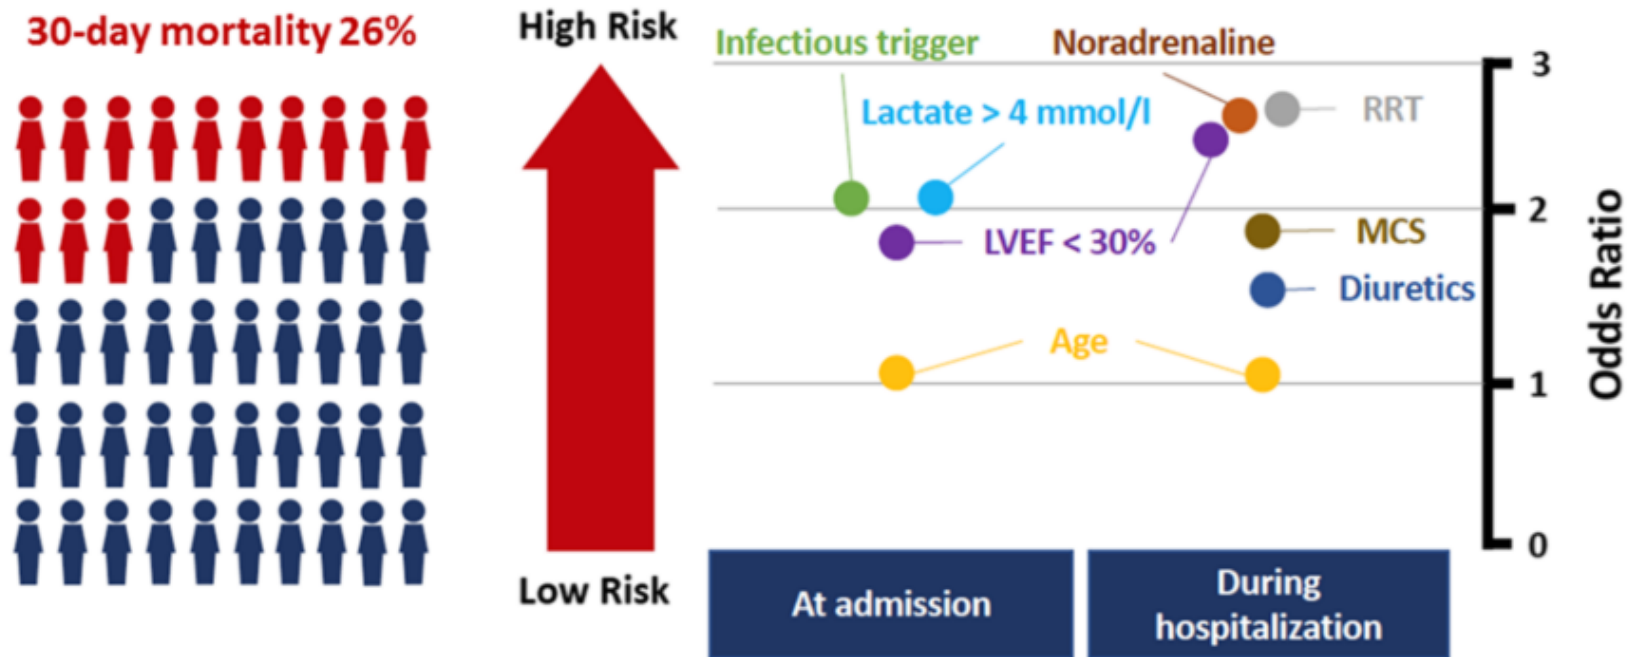 30-day mortality 26%
High Risk
Low Risk
Infectious trigger
Noradrenaline
Lactate > 4 mmol/l
RRT
LVEF < 30%
MCS
Diuretics
Age
3
2
1
0
Odds Ratio
At admission
During
hospitalization